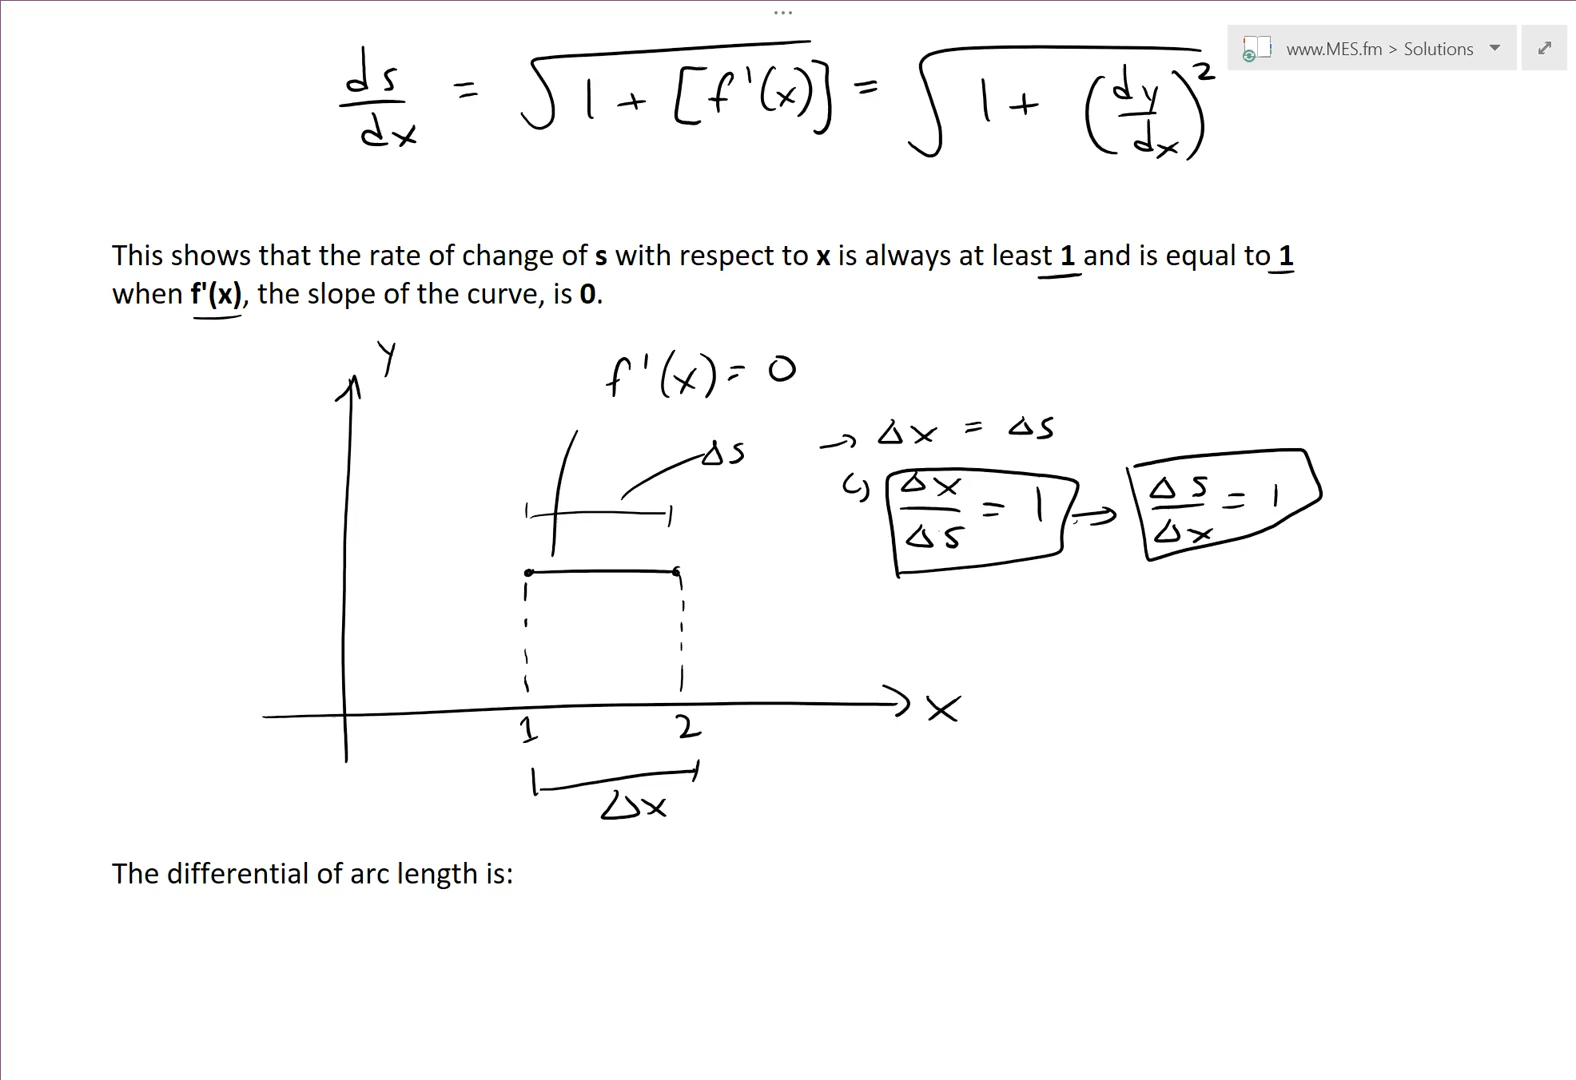 ...
www.MES.fm > Solutions
ds/dx = √1 + [f'(x)] = √1 + (dy/dx)²
This shows that the rate of change of s with respect to x is always at least 1 and is equal to 1
when f'(x), the slope of the curve, is 0.
Y
f'(x) = 0
Δs
→ Δx = Δs
Δx/Δs = 1 → Δs/Δx = 1
x
1 2
Δx
The differential of arc length is: